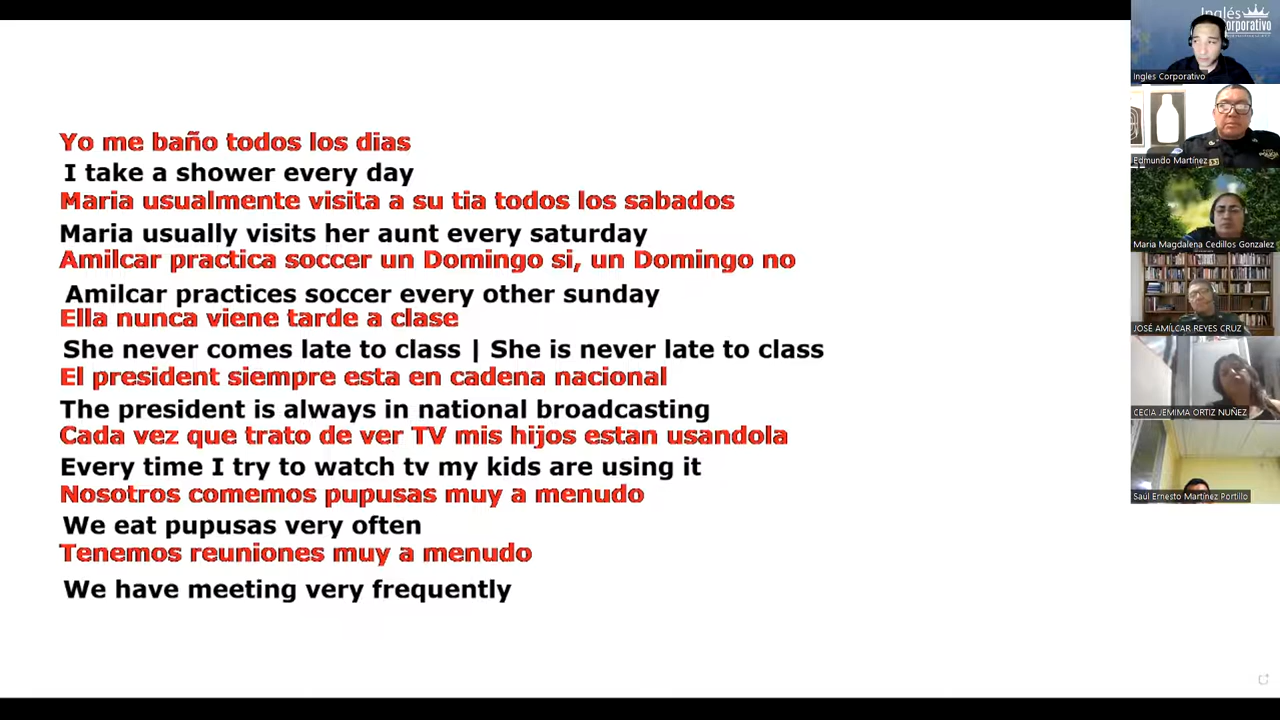 Yo me baño todos los dias
I take a shower every day
Maria usualmente visita a su tia todos los sabados
Maria usually visits her aunt every saturday
Amilcar practica soccer un Domingo si, un Domingo no
Amilcar practices soccer every other sunday
Ella nunca viene tarde a clase
She never comes late to class | She is never late to class
El president siempre esta en cadena nacional
The president is always in national broadcasting
Cada vez que trato de ver TV mis hijos estan usandola
Every time I try to watch tv my kids are using it
Nosotros comemos pupusas muy a menudo
We eat pupusas very often
Tenemos reuniones muy a menudo
We have meeting very frequently
Inglés
Ingles Corporativo
Edmundo Martínez
Maria Magdalena Cedillos Gonzalez
JOSÉ AMÍLCAR REYES CRUZ
CECIA JEMIMA ORTIZ NUÑEZ
Saúl Ernesto Martínez Portillo